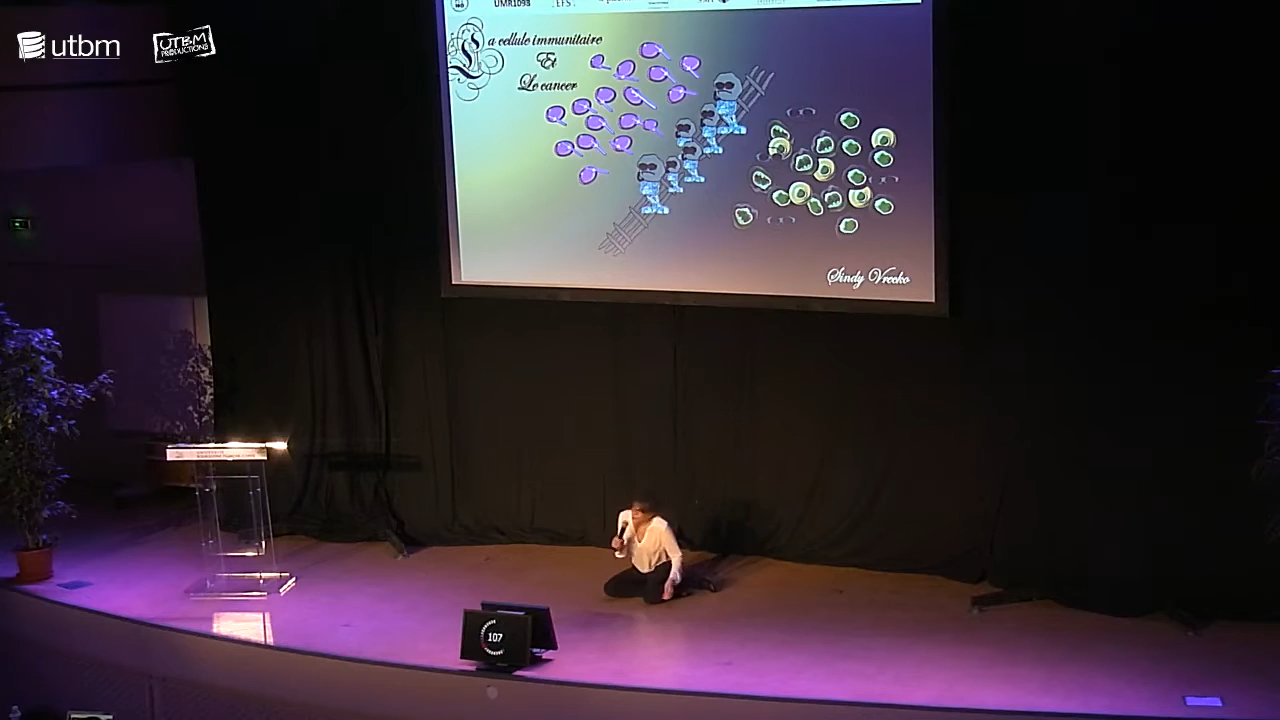 utbm
UTBM
PRODUCTIONS
UMR1098
EFS
La cellule immunitaire
Et
Le cancer
Sindy Vrecko
107